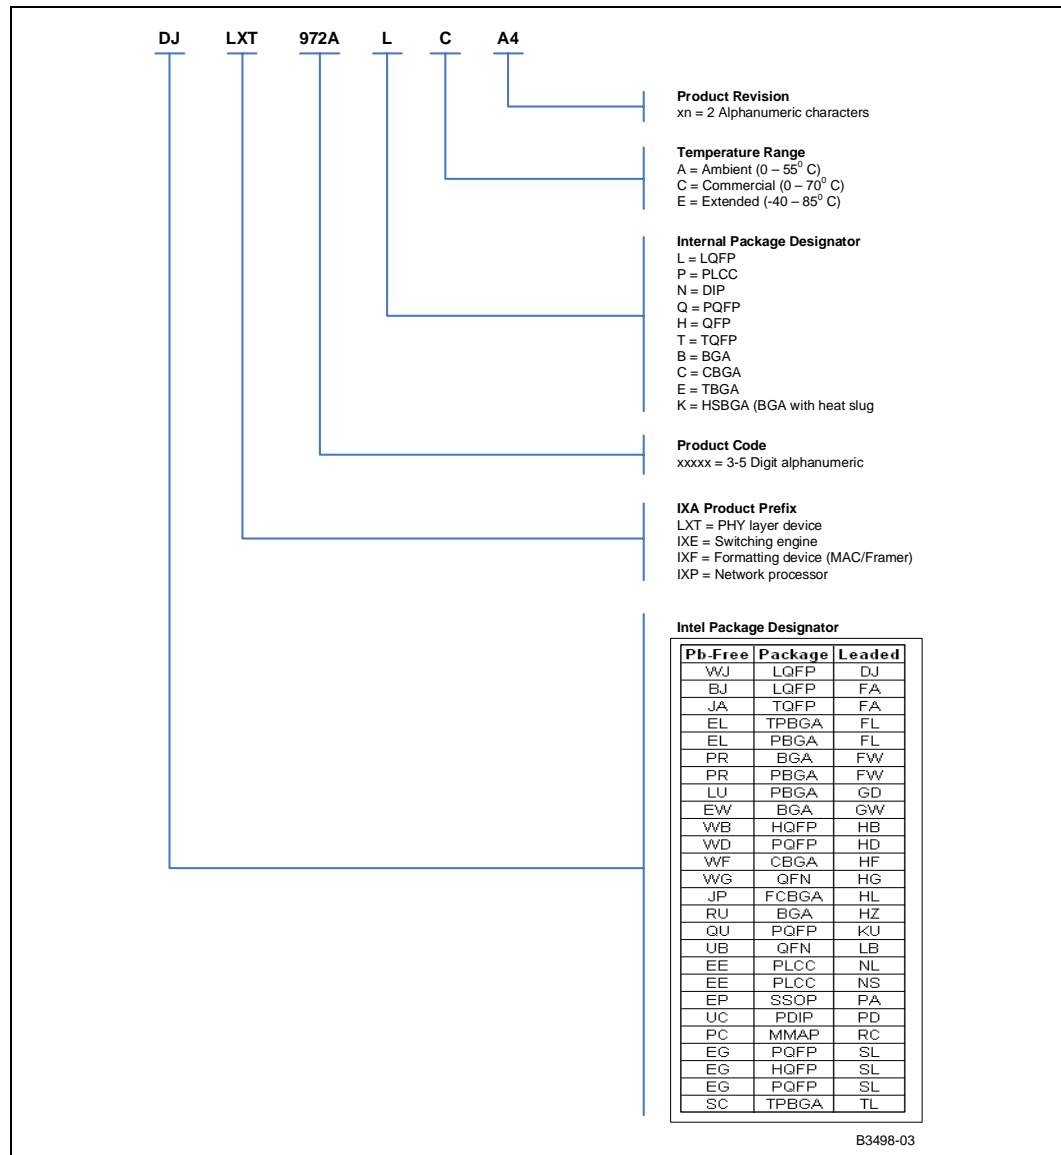 DJ LXT 972A L C A4
Product Revision
xn = 2 Alphanumeric characters
Temperature Range
A = Ambient (0 – 55⁰ C)
C = Commercial (0 – 70⁰ C)
E = Extended (-40 – 85⁰ C)
Internal Package Designator
L = LQFP
P = PLCC
N = DIP
Q = PQFP
H = QFP
T = TQFP
B = BGA
C = CBGA
E = TBGA
K = HSBGA (BGA with heat slug
Product Code
xxxxx = 3-5 Digit alphanumeric
IXA Product Prefix
LXT = PHY layer device
IXE = Switching engine
IXF = Formatting device (MAC/Framer)
IXP = Network processor
Intel Package Designator
Pb-Free Package Leaded
WJ LQFP DJ
BJ LQFP FA
JA TQFP FA
EL TPBGA FL
EL PBGA FL
PR BGA FW
PR PBGA FW
LU PBGA GD
EW BGA GW
WB HQFP HB
WD PQFP HD
WF CBGA HF
WG QFN HG
JP FCBGA HL
RU BGA HZ
QU PQFP KU
UB QFN LB
EE PLCC NL
EE PLCC NS
EP SSOP PA
UC PDIP PD
PC MMAP RC
EG PQFP SL
EG HQFP SL
EG PQFP SL
SC TPBGA TL
B3498-03